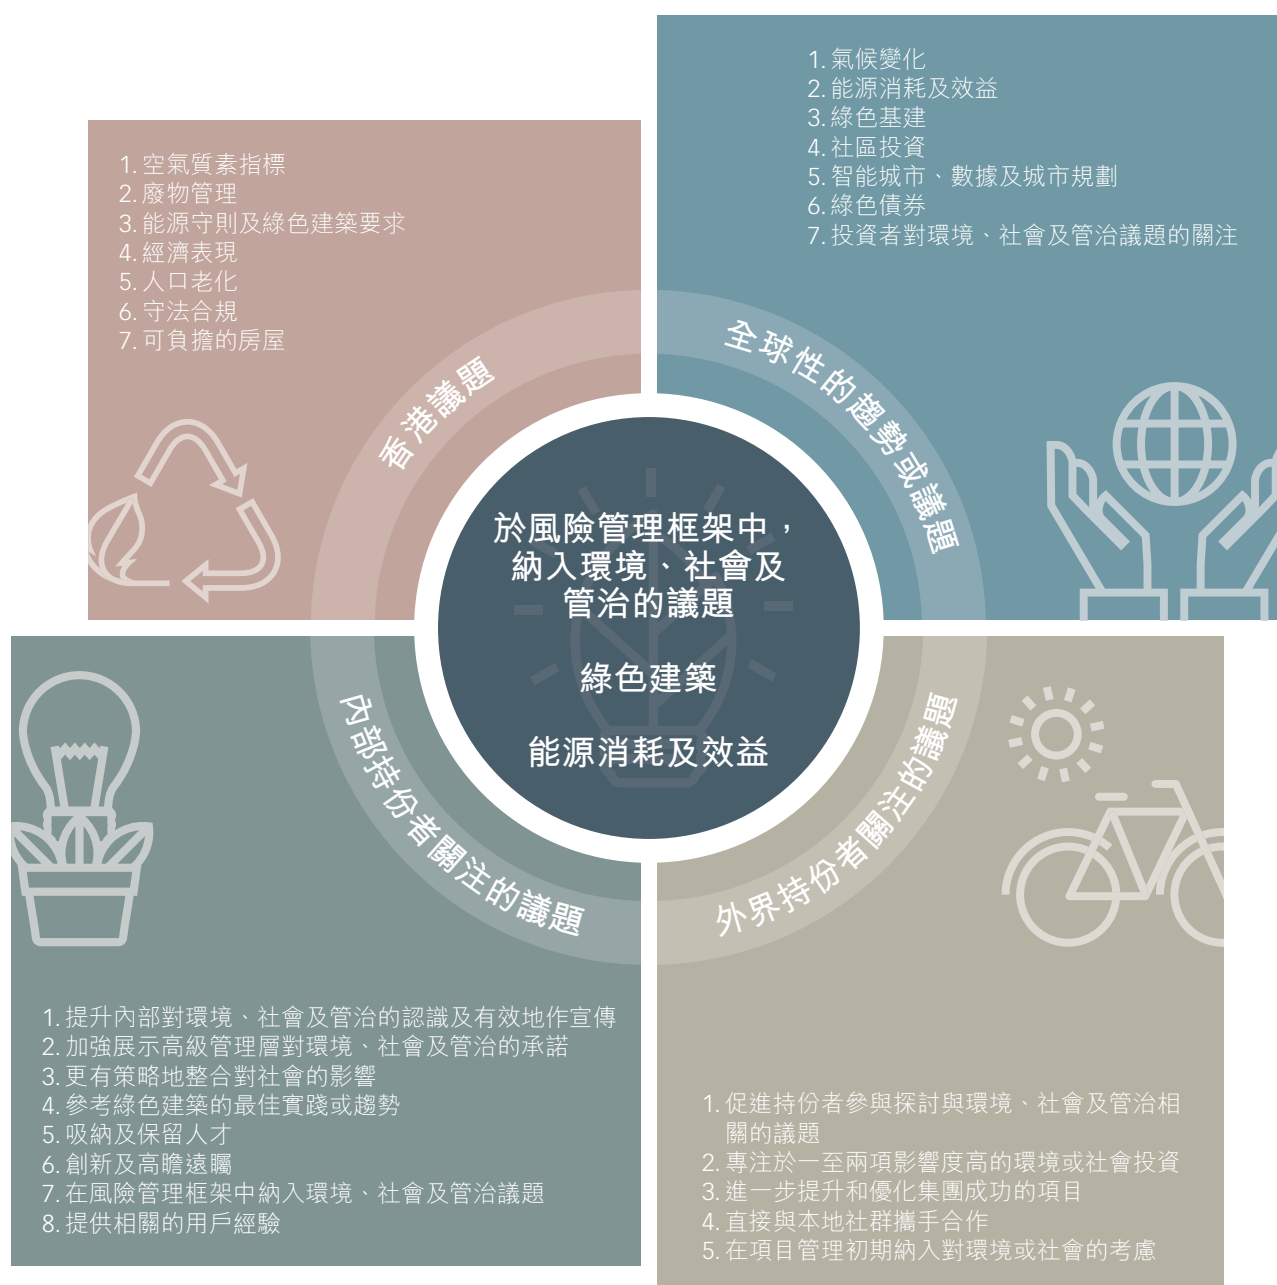 1. 空氣質素指標
2. 廢物管理
3. 能源守則及綠色建築要求
4. 經濟表現
5. 人口老化
6. 守法合規
7. 可負擔的房屋
香港議題
1. 氣候變化
2. 能源消耗及效益
3. 綠色基建
4. 社區投資
5. 智能城市、數據及城市規劃
6. 綠色債券
7. 投資者對環境、社會及管治議題的關注
全球性的趨勢或議題
於風險管理框架中，
納入環境、社會及
管治的議題
綠色建築
能源消耗及效益
內部持份者關注的議題
1. 提升內部對環境、社會及管治的認識及有效地作宣傳
2. 加強展示高級管理層對環境、社會及管治的承諾
3. 更有策略地整合對社會的影響
4. 參考綠色建築的最佳實踐或趨勢
5. 吸納及保留人才
6. 創新及高瞻遠矚
7. 在風險管理框架中納入環境、社會及管治議題
8. 提供相關的用戶經驗
外界持份者關注的議題
1. 促進持份者參與探討與環境、社會及管治相
關的議題
2. 專注於一至兩項影響度高的環境或社會投資
3. 進一步提升和優化集團成功的項目
4. 直接與本地社群攜手合作
5. 在項目管理初期納入對環境或社會的考慮